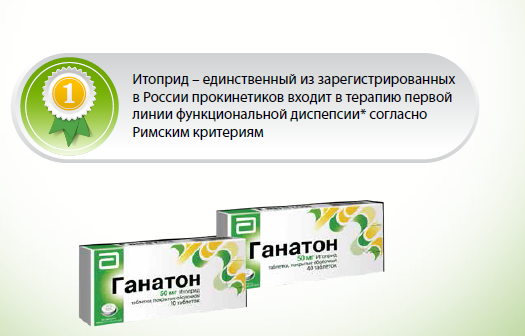 1
Итоприд – единственный из зарегистрированных
в России прокинетиков входит в терапию первой
линии функциональной диспепсии* согласно
Римским критериям
Ганатон
50 мг Итоприд
таблетки, покрытые оболочкой
40 таблеток
Ганатон
50 мг Итоприд
таблетки, покрытые оболочкой
10 таблеток